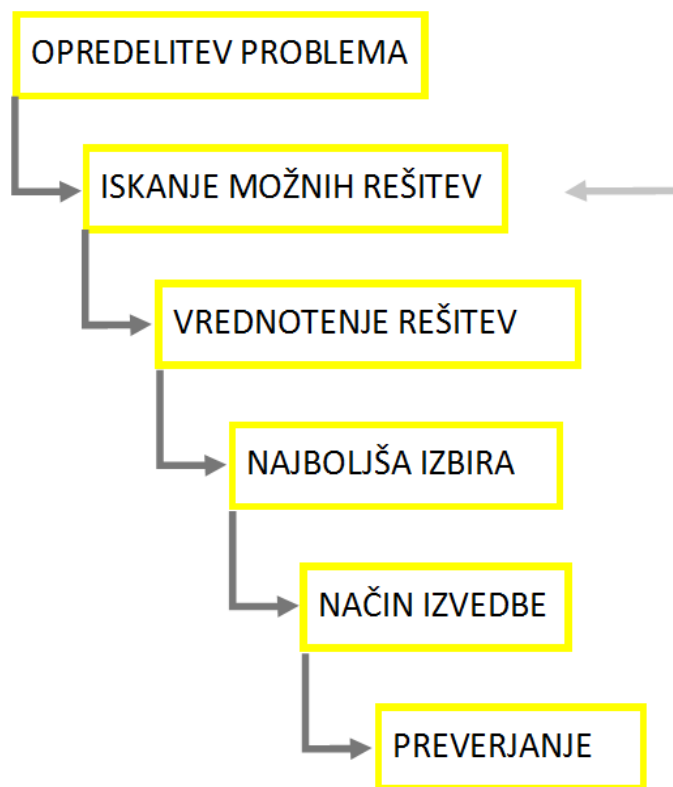 OPREDELITEV PROBLEMA
ISKANJE MOŽNIH REŠITEV
VREDNOTENJE REŠITEV
NAJBOLJŠA IZBIRA
NAČIN IZVEDBE
PREVERJANJE